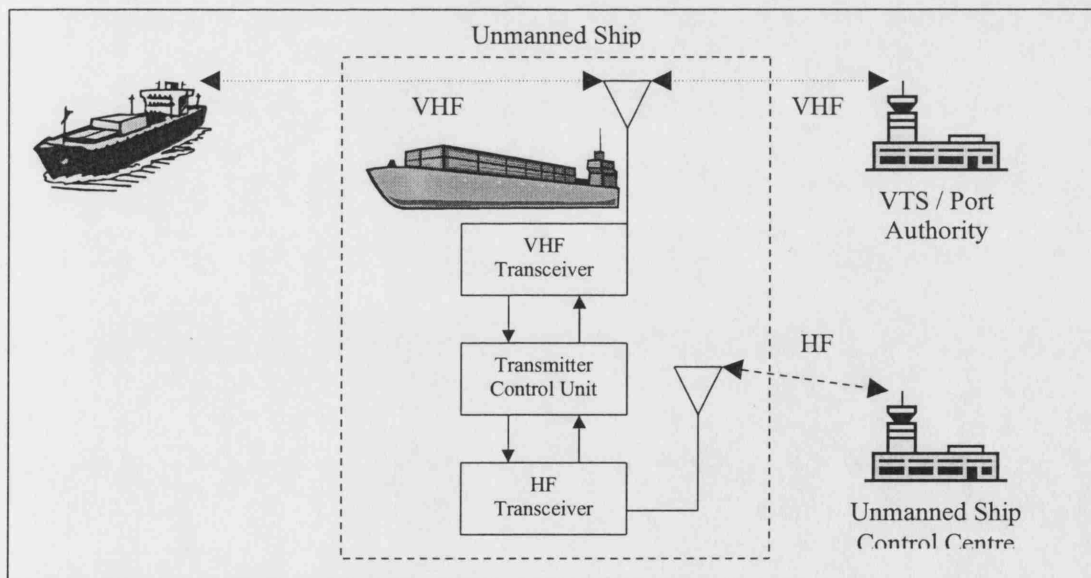 Unmanned Ship
VHF
VHF
VTS / Port
Authority
VHF
Transceiver
HF
Transmitter
Control Unit
HF
Transceiver
Unmanned Ship
Control Centre